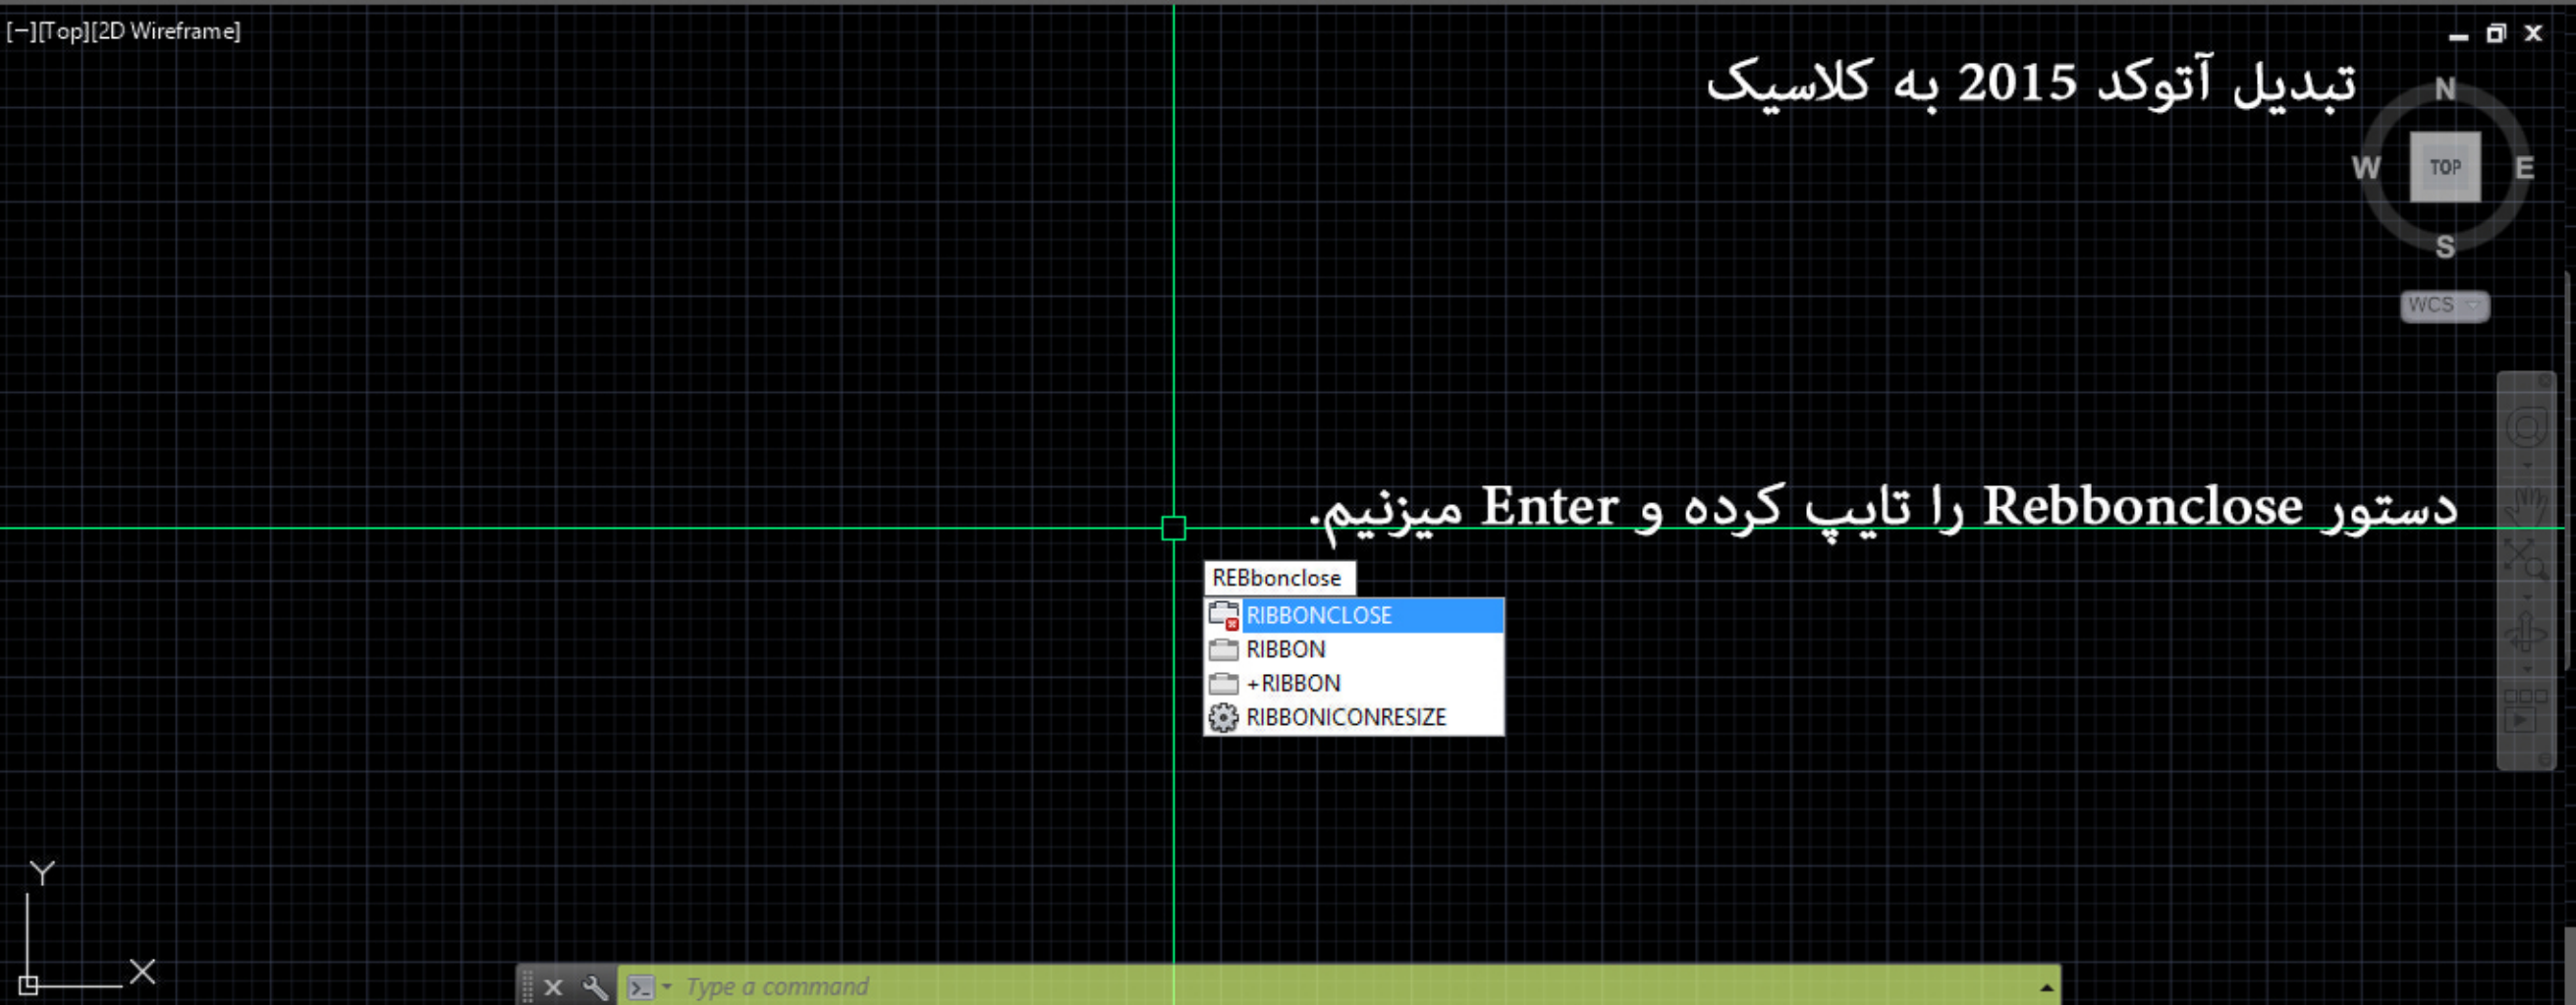 [−][Top][2D Wireframe]
تبدیل آتوکد 2015 به کلاسیک
N
W TOP E
S
WCS
دستور Rebbonclose را تایپ کرده و Enter میزنیم.
REBbonclose
RIBBONCLOSE
RIBBON
+RIBBON
RIBBONICONRESIZE
Y
X
Type a command